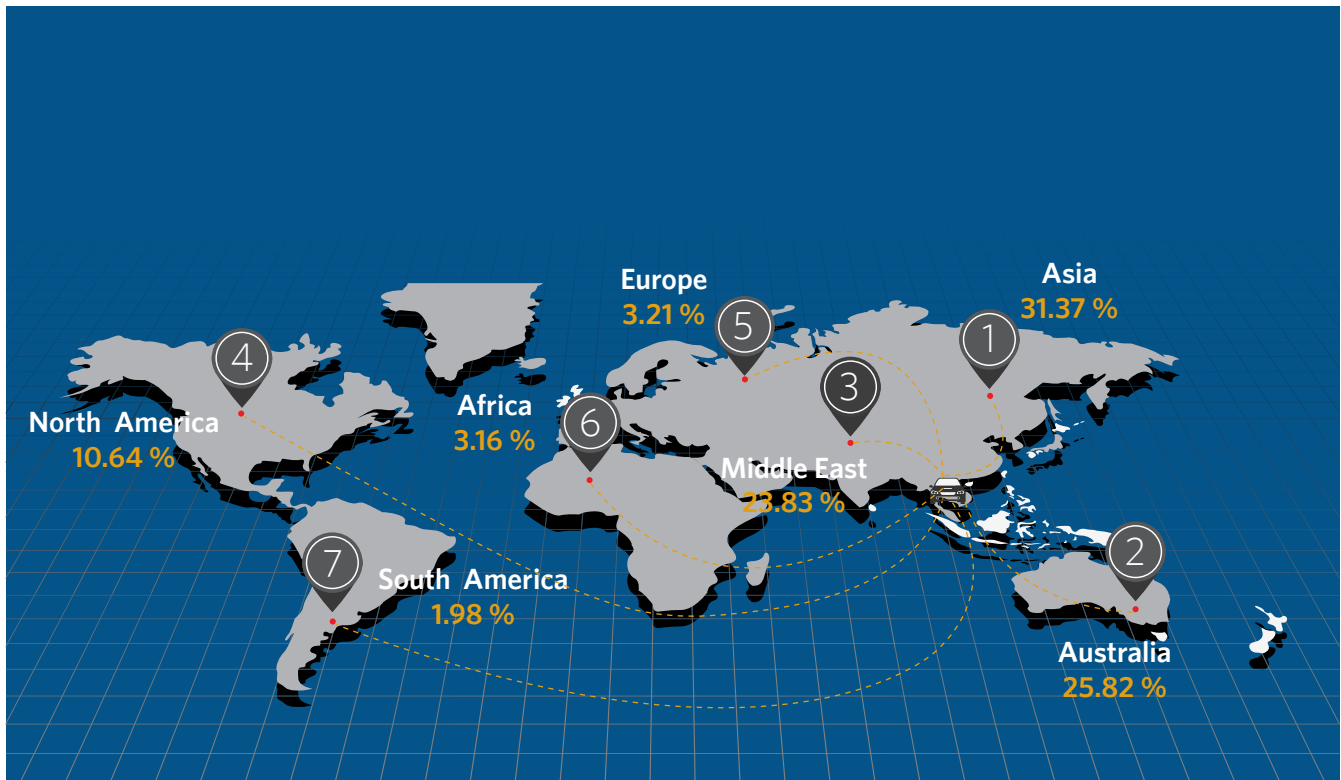 Asia
31.37 %
1
Europe
3.21 %
5
4
3
North America
10.64 %
Africa
3.16 %
6
Middle East
23.83 %
2
Australia
25.82 %
7
South America
1.98 %